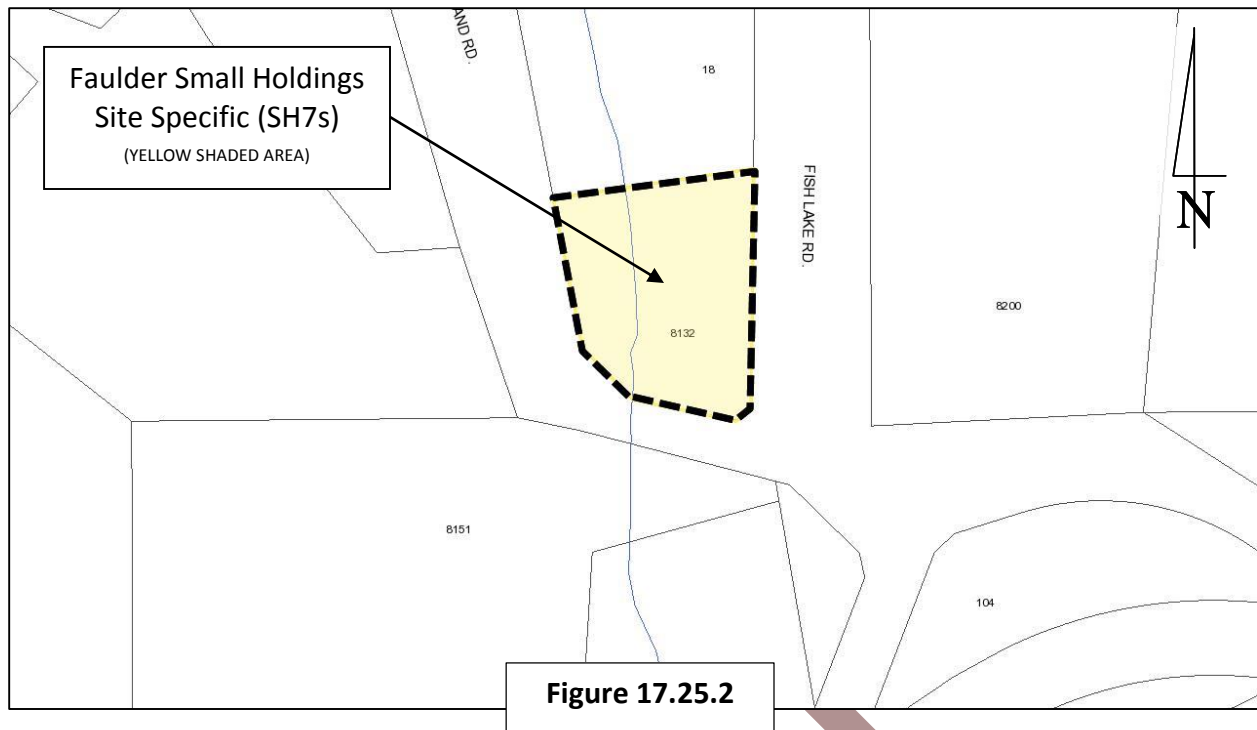 AND RD.
18
Faulder Small Holdings
Site Specific (SH7s)
(YELLOW SHADED AREA)
FISH LAKE RD.
N
8132
8200
8151
104
Figure 17.25.2